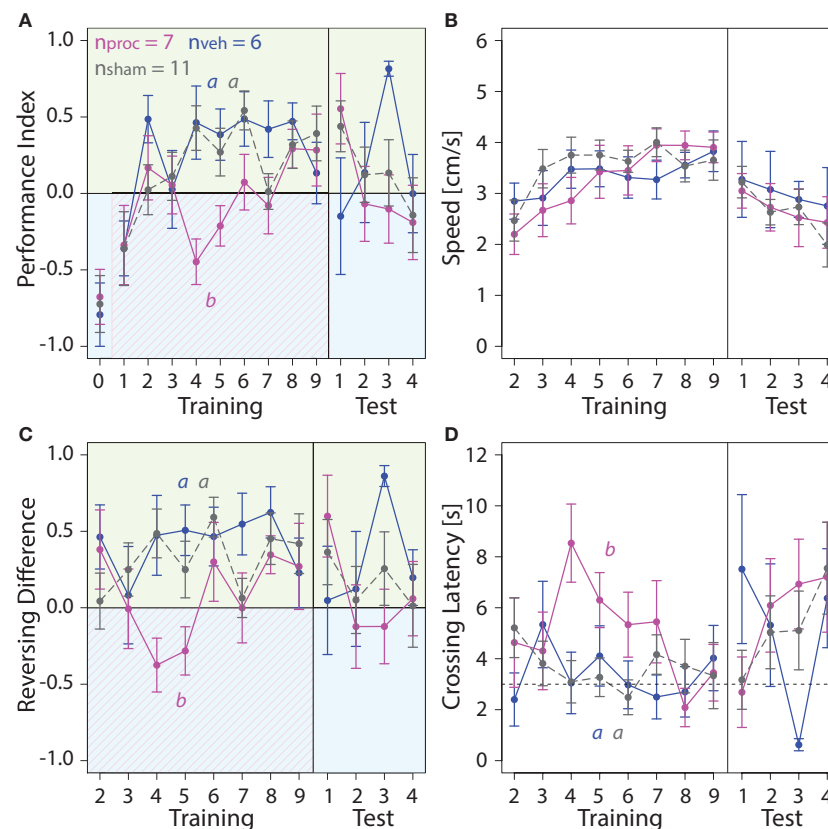 A
1.0
0.5
0.0
-0.5
-1.0
Performance Index
nproc = 7 nveh = 6
nsham = 11
a a
b
0 1 2 3 4 5 6 7 8 9 1 2 3 4
Training Test
B
6
5
4
3
2
1
0
Speed [cm/s]
2 3 4 5 6 7 8 9 1 2 3 4
Training Test
C
1.0
0.5
0.0
-0.5
-1.0
Reversing Difference
a a
b
2 3 4 5 6 7 8 9 1 2 3 4
Training Test
D
12
10
8
6
4
2
0
Crossing Latency [s]
b
a a
2 3 4 5 6 7 8 9 1 2 3 4
Training Test